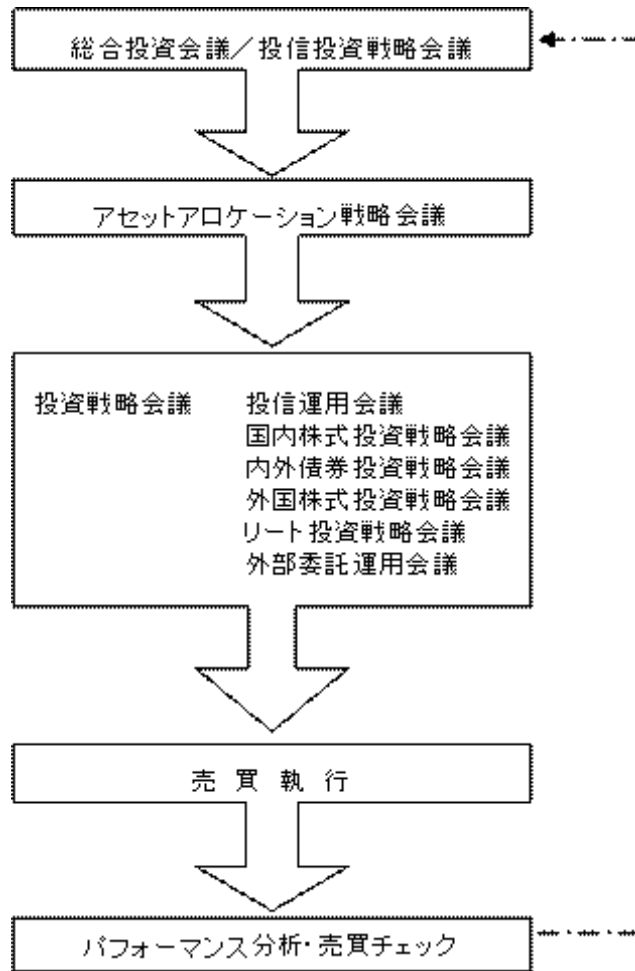 総合投資会議／投信投資戦略会議
アセットアロケーション戦略会議
投資戦略会議 投信運用会議
国内株式投資戦略会議
内外債券投資戦略会議
外国株式投資戦略会議
リート投資戦略会議
外部委託運用会議
売買執行
パフォーマンス分析・売買チェック